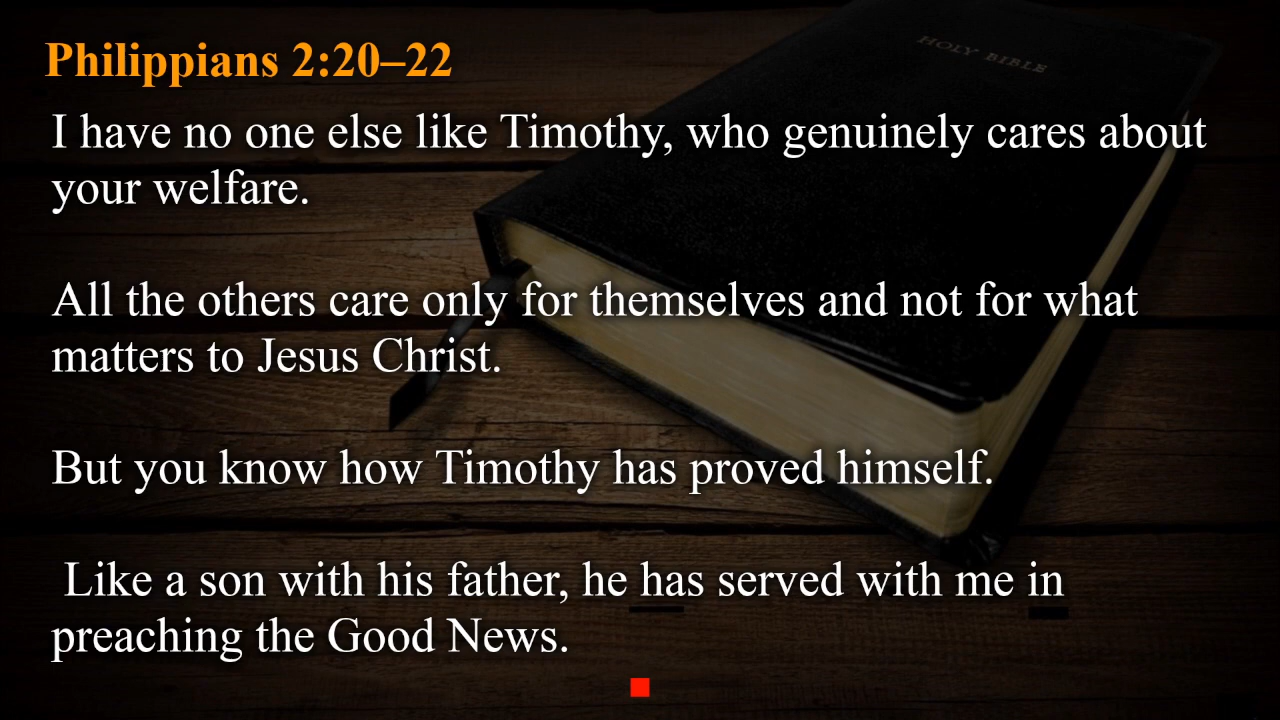 Philippians 2:20–22
HOLY BIBLE
I have no one else like Timothy, who genuinely cares about
your welfare.
All the others care only for themselves and not for what
matters to Jesus Christ.
But you know how Timothy has proved himself.
Like a son with his father, he has served with me in
preaching the Good News.